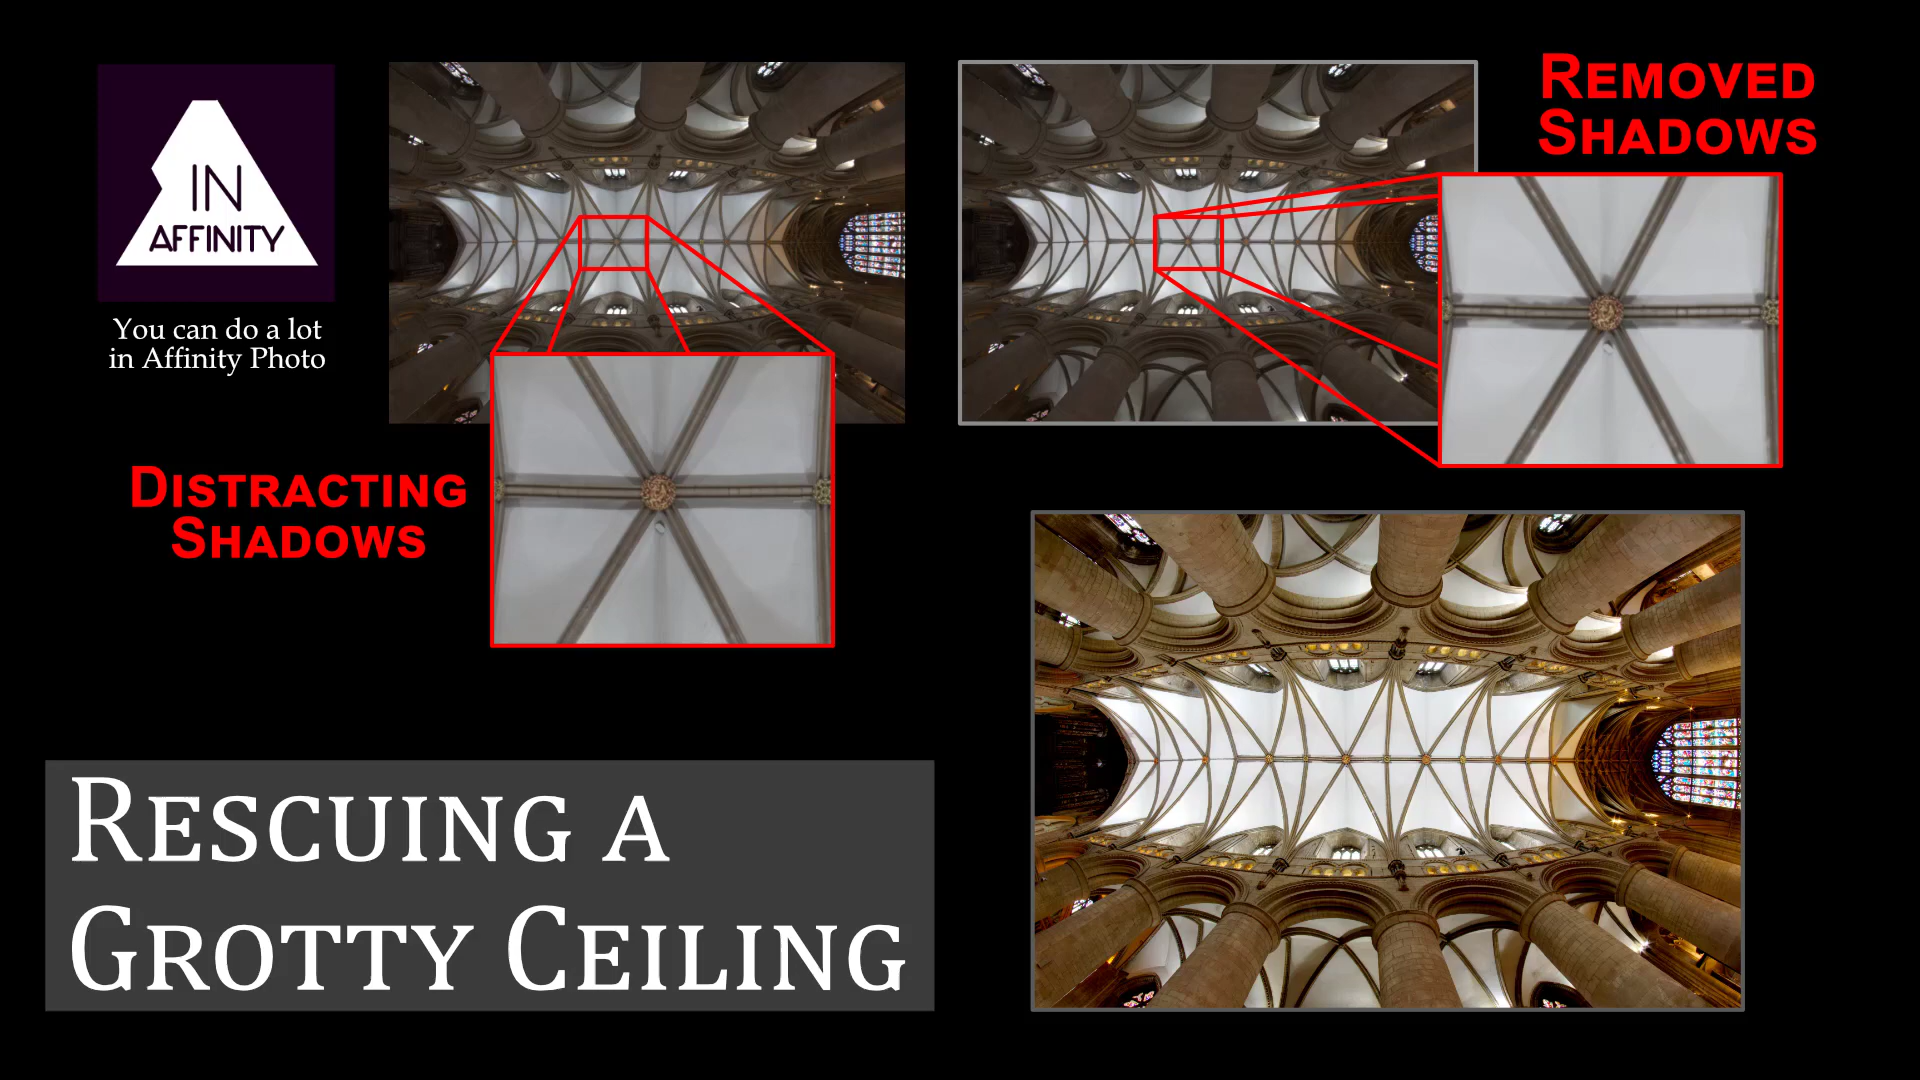 IN
AFFINITY
You can do a lot
in Affinity Photo
REMOVED
SHADOWS
DISTRACTING
SHADOWS
RESCUING A
GROTTY CEILING